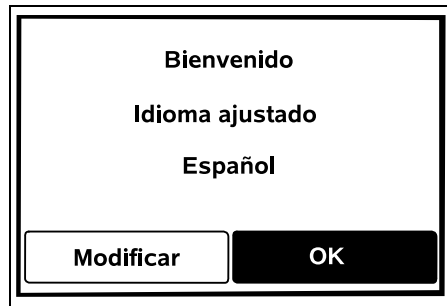 Bienvenido
Idioma ajustado
Español
Modificar
OK